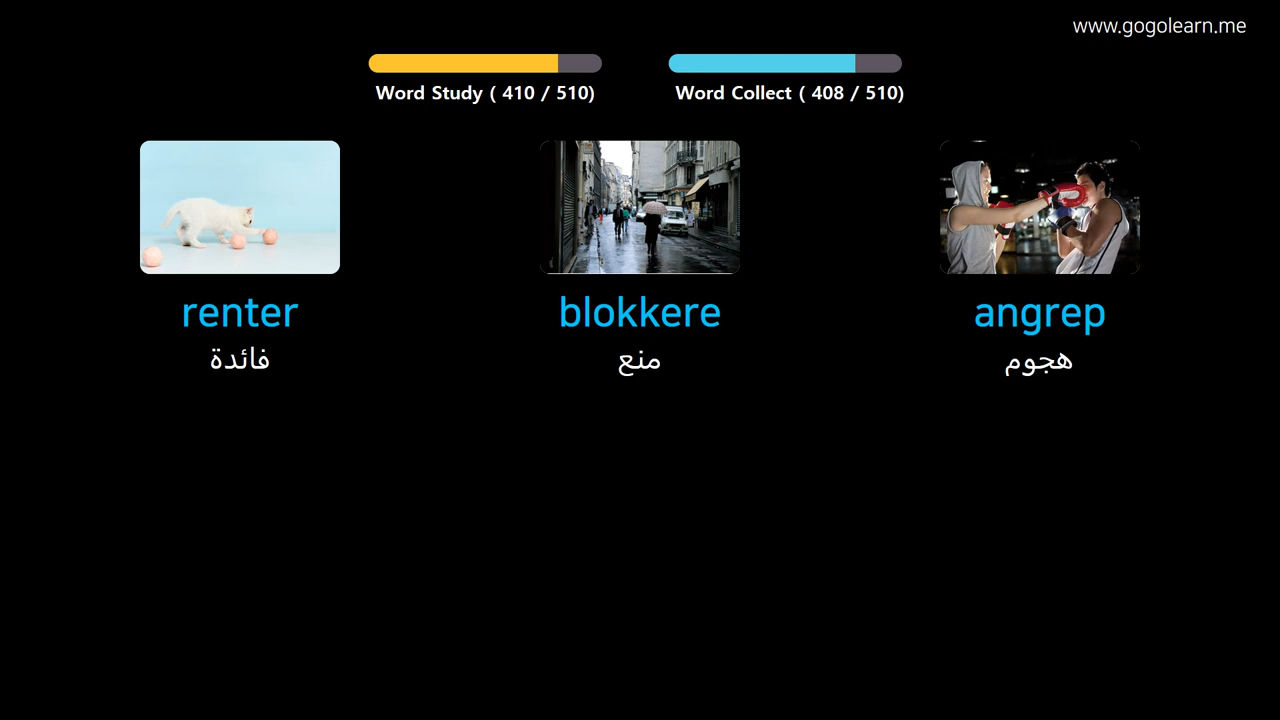 www.gogolearn.me
Word Study ( 410 / 510)
Word Collect ( 408 / 510)
renter
فائدة
blokkere
منع
angrep
هجوم